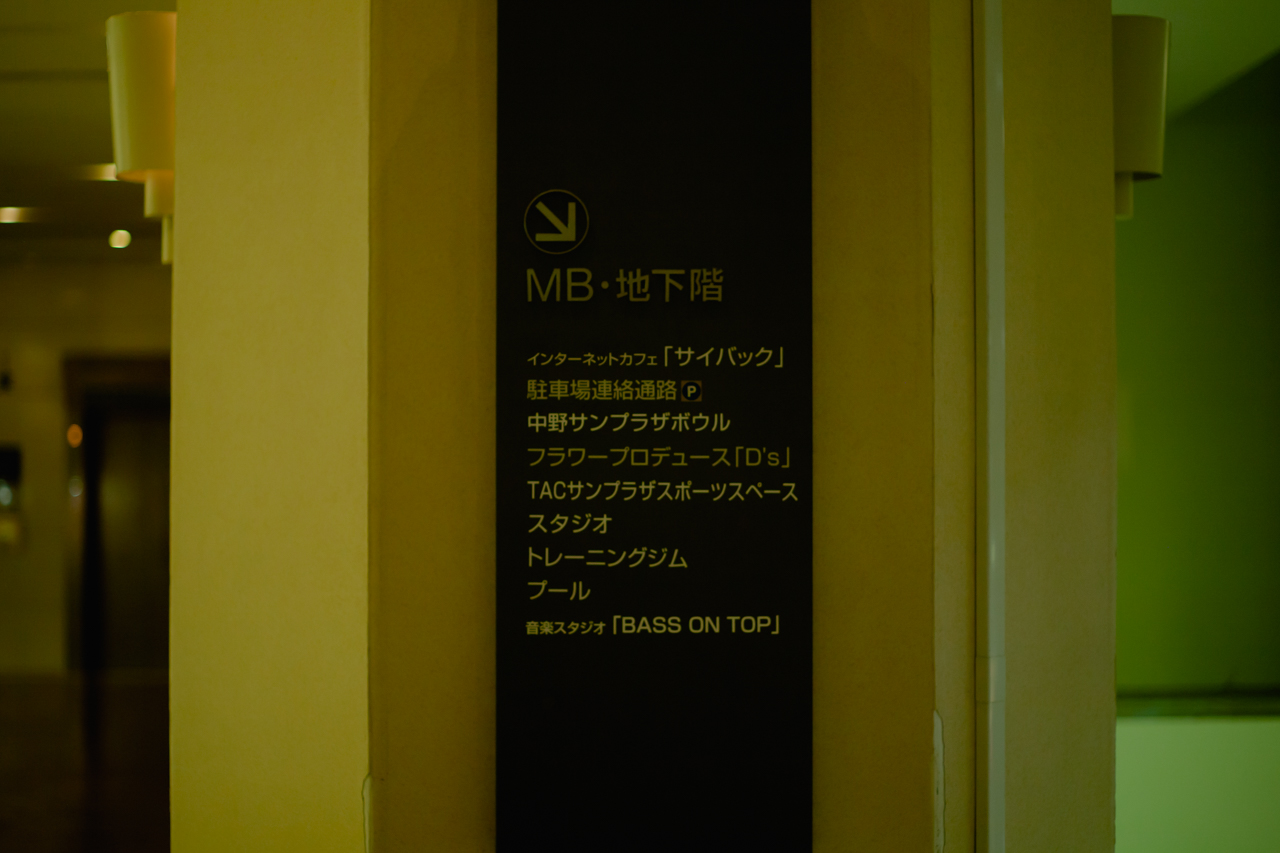 MB・地下階
インターネットカフェ「サイバック」
駐車場連絡通路 P
中野サンプラザボウル
フラワープロデュース「D's」
TACサンプラザスポーツスペース
スタジオ
トレーニングジム
プール
音楽スタジオ「BASS ON TOP」